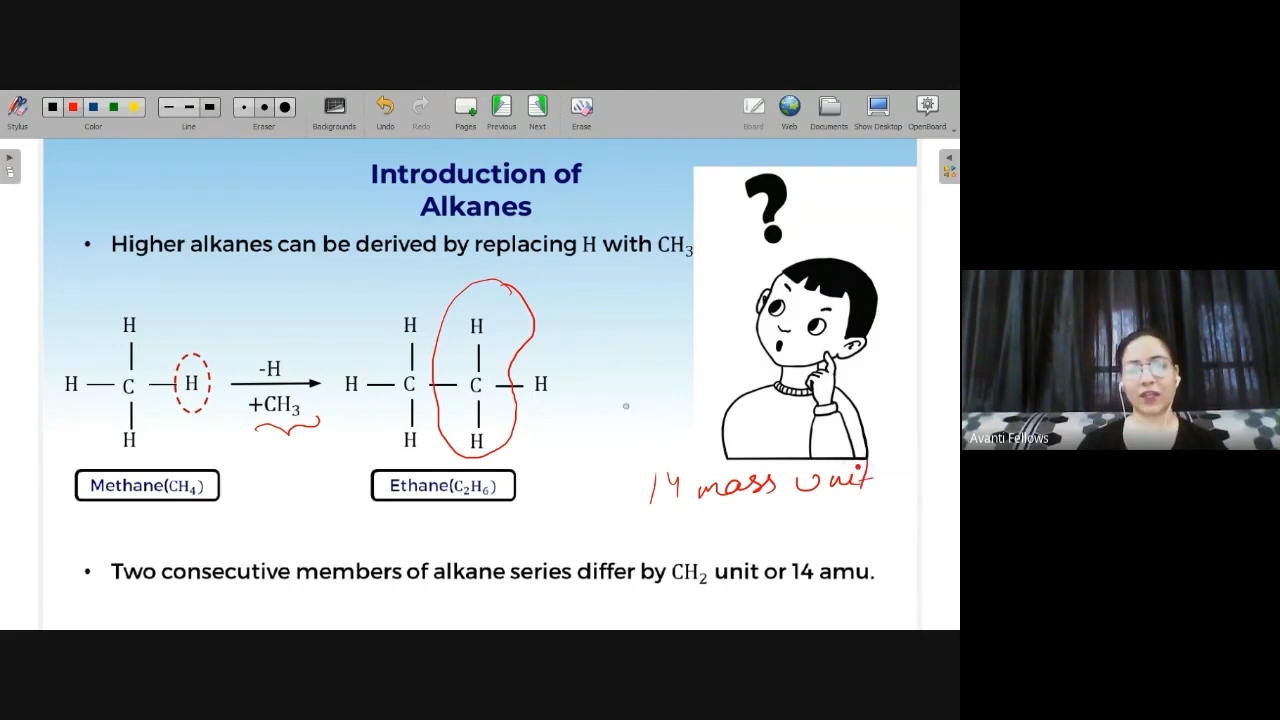 Stylus
Color
Line
Eraser
Backgrounds
Undo
Redo
Pages
Previous
Next
Erase
Board
Web
Documents
Show Desktop
OpenBoard
Introduction of
Alkanes
?
• Higher alkanes can be derived by replacing H with CH₃
H H H
H — C — H -H H — C — C — H
+CH₃
H H H
Methane(CH₄) Ethane(C₂H₆)
14 mass unit
• Two consecutive members of alkane series differ by CH₂ unit or 14 amu.
Avanti Fellows